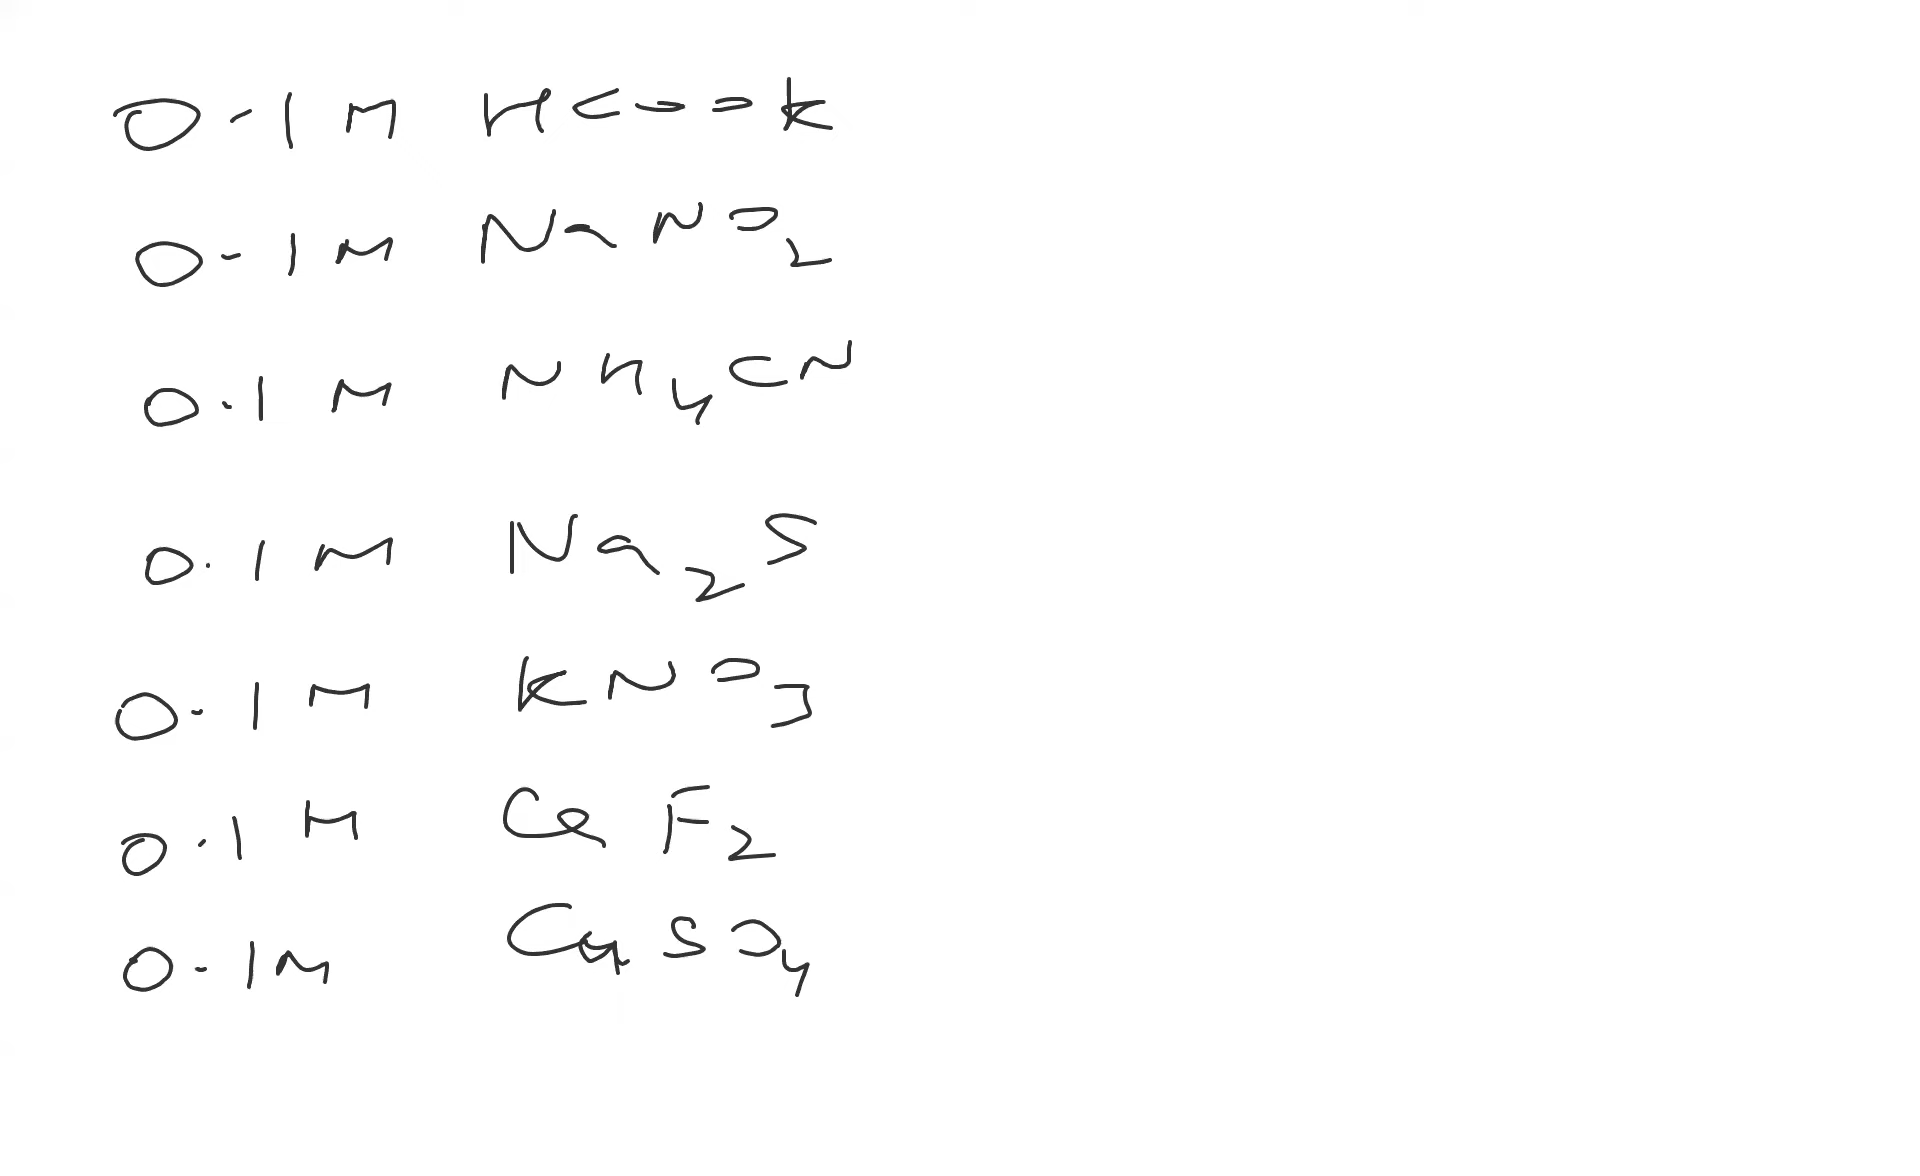 0.1 M HCOOK
0.1 M NaNO2
0.1 M NH4CN
0.1 M Na2S
0.1 M KNO3
0.1 M CaF2
0.1 M CuSO4